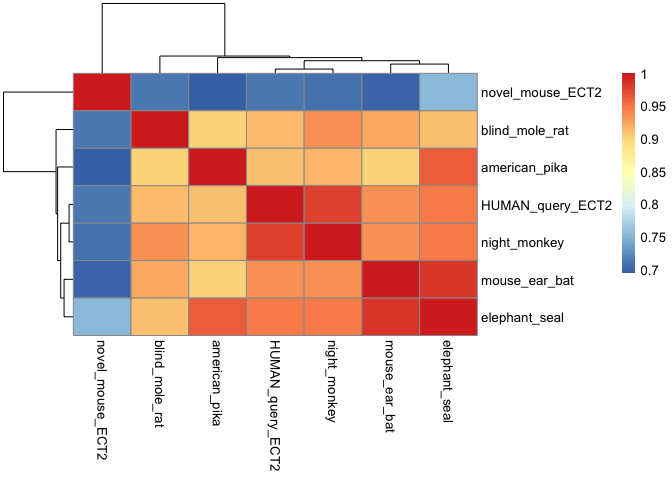 1
novel_mouse_ECT2
0.95
blind_mole_rat
0.9
american_pika
0.85
HUMAN_query_ECT2
0.8
night_monkey
0.75
mouse_ear_bat
0.7
elephant_seal
novel_mouse_ECT2
blind_mole_rat
american_pika
HUMAN_query_ECT2
night_monkey
mouse_ear_bat
elephant_seal